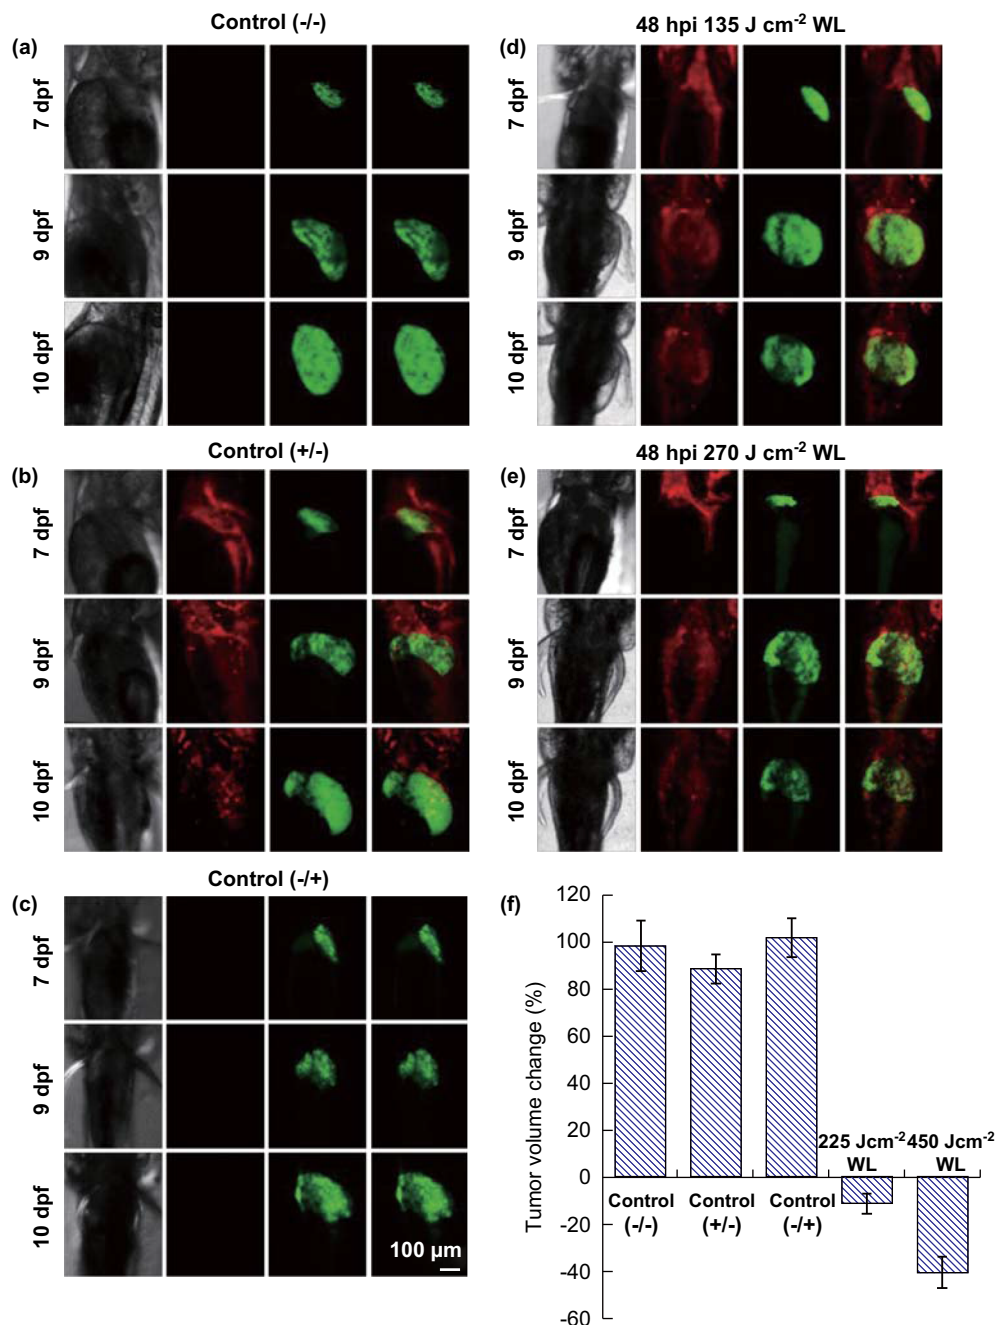 Control (-/-)
(a)
7 dpf
9 dpf
10 dpf
Control (+/-)
(b)
7 dpf
9 dpf
10 dpf
Control (-/+)
(c)
7 dpf
9 dpf
10 dpf
100 µm
48 hpi 135 J cm⁻² WL
(d)
7 dpf
9 dpf
10 dpf
48 hpi 270 J cm⁻² WL
(e)
7 dpf
9 dpf
10 dpf
(f)
Tumor volume change (%)
120
100
80
60
40
20
0
-20
-40
-60
Control
(-/-)
Control
(+/-)
Control
(-/+)
225 Jcm⁻²
WL
450 Jcm⁻²
WL